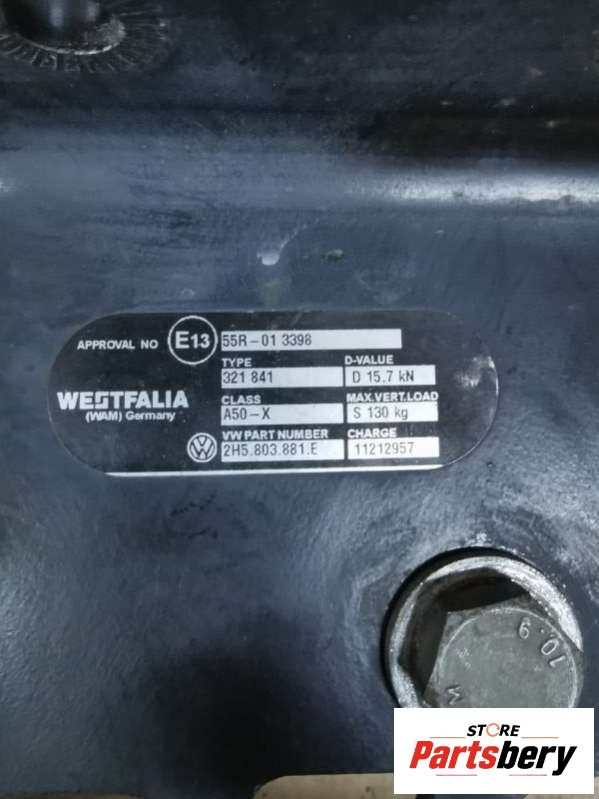 APPROVAL NO E13 55R-01 3398
TYPE D-VALUE
321 841 D 15.7 kN
WESTFALIA
(WAM) Germany
CLASS MAX.VERT.LOAD
A50-X S 130 kg
VW PART NUMBER CHARGE
2H5.803.881.E 11212957
10.9
M
STORE
Partsbery